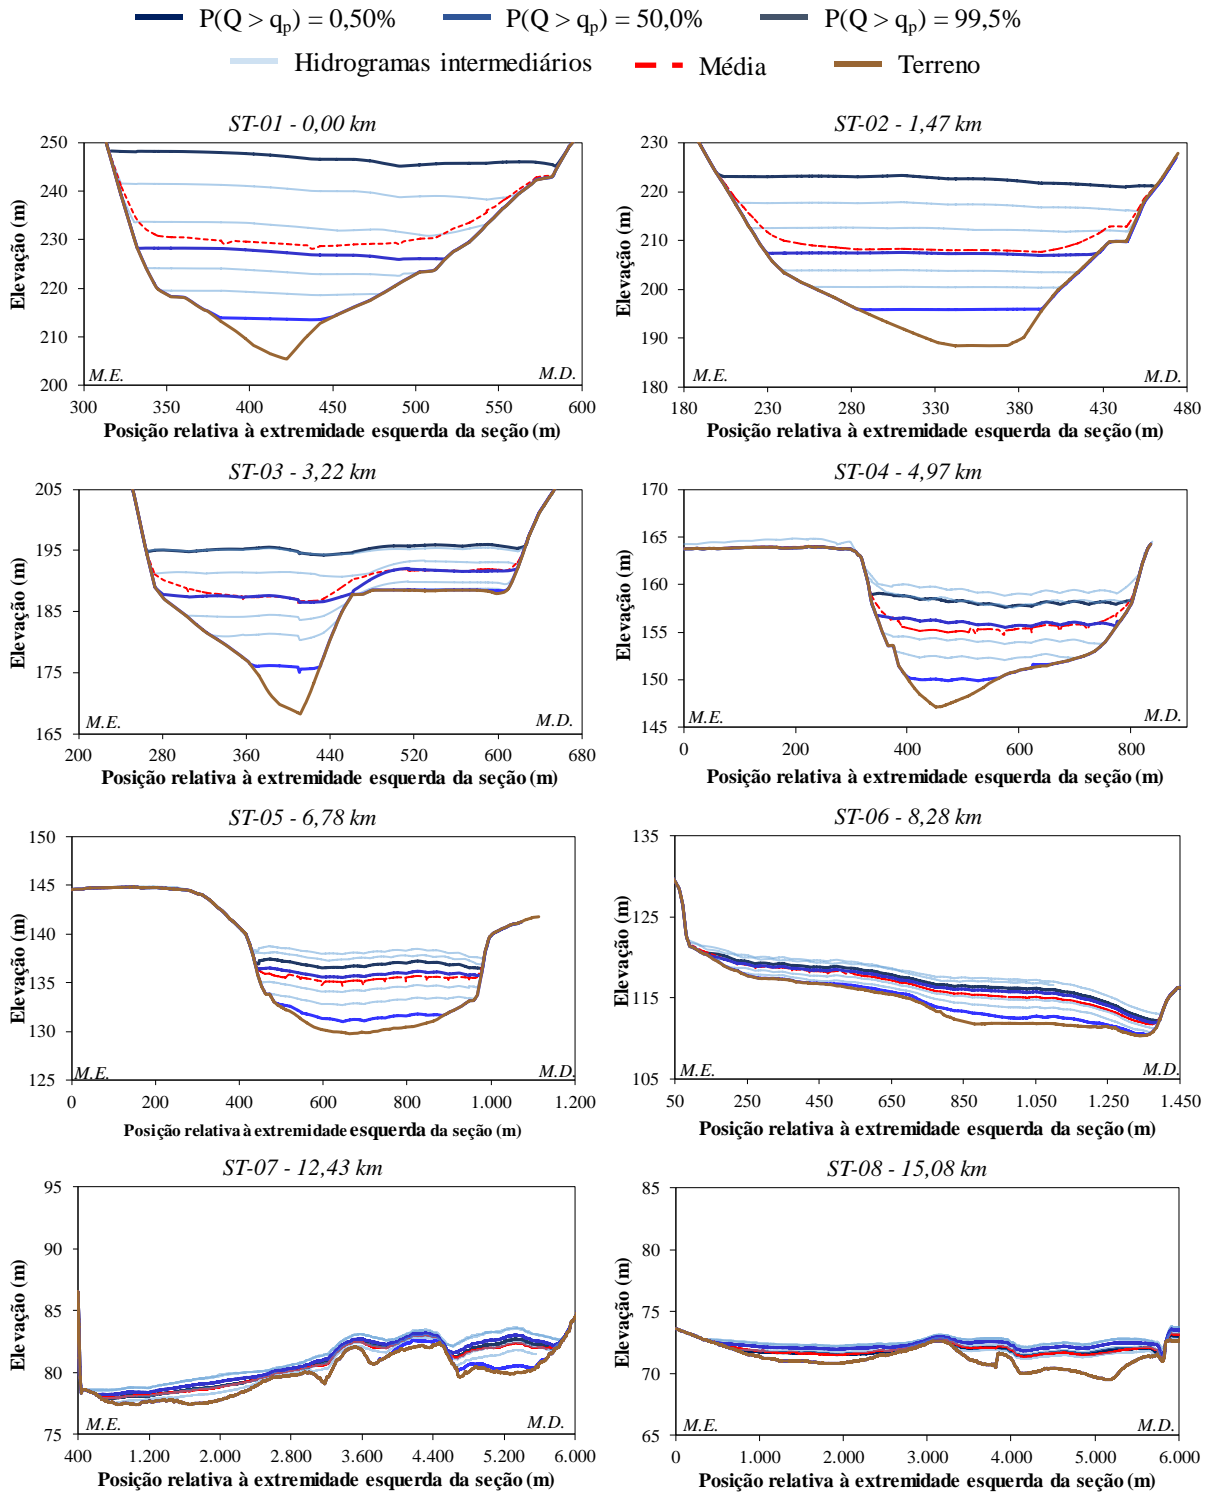 P(Q > qp) = 0,50% P(Q > qp) = 50,0% P(Q > qp) = 99,5%
Hidrogramas intermediários Média Terreno
ST-01 - 0,00 km
250
240
230
220
210
200
Elevação (m)
M.E. M.D.
300 350 400 450 500 550 600
Posição relativa à extremidade esquerda da seção (m)
ST-02 - 1,47 km
230
220
210
200
190
180
Elevação (m)
M.E. M.D.
180 230 280 330 380 430 480
Posição relativa à extremidade esquerda da seção (m)
ST-03 - 3,22 km
205
195
185
175
165
Elevação (m)
M.E. M.D.
200 280 360 440 520 600 680
Posição relativa à extremidade esquerda da seção (m)
ST-04 - 4,97 km
170
165
160
155
150
145
Elevação (m)
M.E. M.D.
0 200 400 600 800
Posição relativa à extremidade esquerda da seção (m)
ST-05 - 6,78 km
150
145
140
135
130
125
Elevação (m)
M.E. M.D.
0 200 400 600 800 1.000 1.200
Posição relativa à extremidade esquerda da seção (m)
ST-06 - 8,28 km
135
125
115
105
Elevação (m)
M.E. M.D.
50 250 450 650 850 1.050 1.250 1.450
Posição relativa à extremidade esquerda da seção (m)
ST-07 - 12,43 km
95
90
85
80
75
Elevação (m)
M.E. M.D.
400 1.200 2.000 2.800 3.600 4.400 5.200 6.000
Posição relativa à extremidade esquerda da seção (m)
ST-08 - 15,08 km
85
80
75
70
65
Elevação (m)
M.E. M.D.
0 1.000 2.000 3.000 4.000 5.000 6.000
Posição relativa à extremidade esquerda da seção (m)